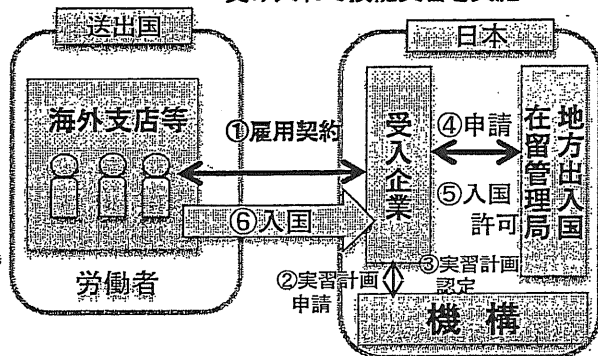 送出国
日本
海外支店等
労働者
①雇用契約
⑥入国
受入企業
④申請
⑤入国
許可
地方出入国
在留管理局
②実習計画
申請
③実習計画
認定
機構